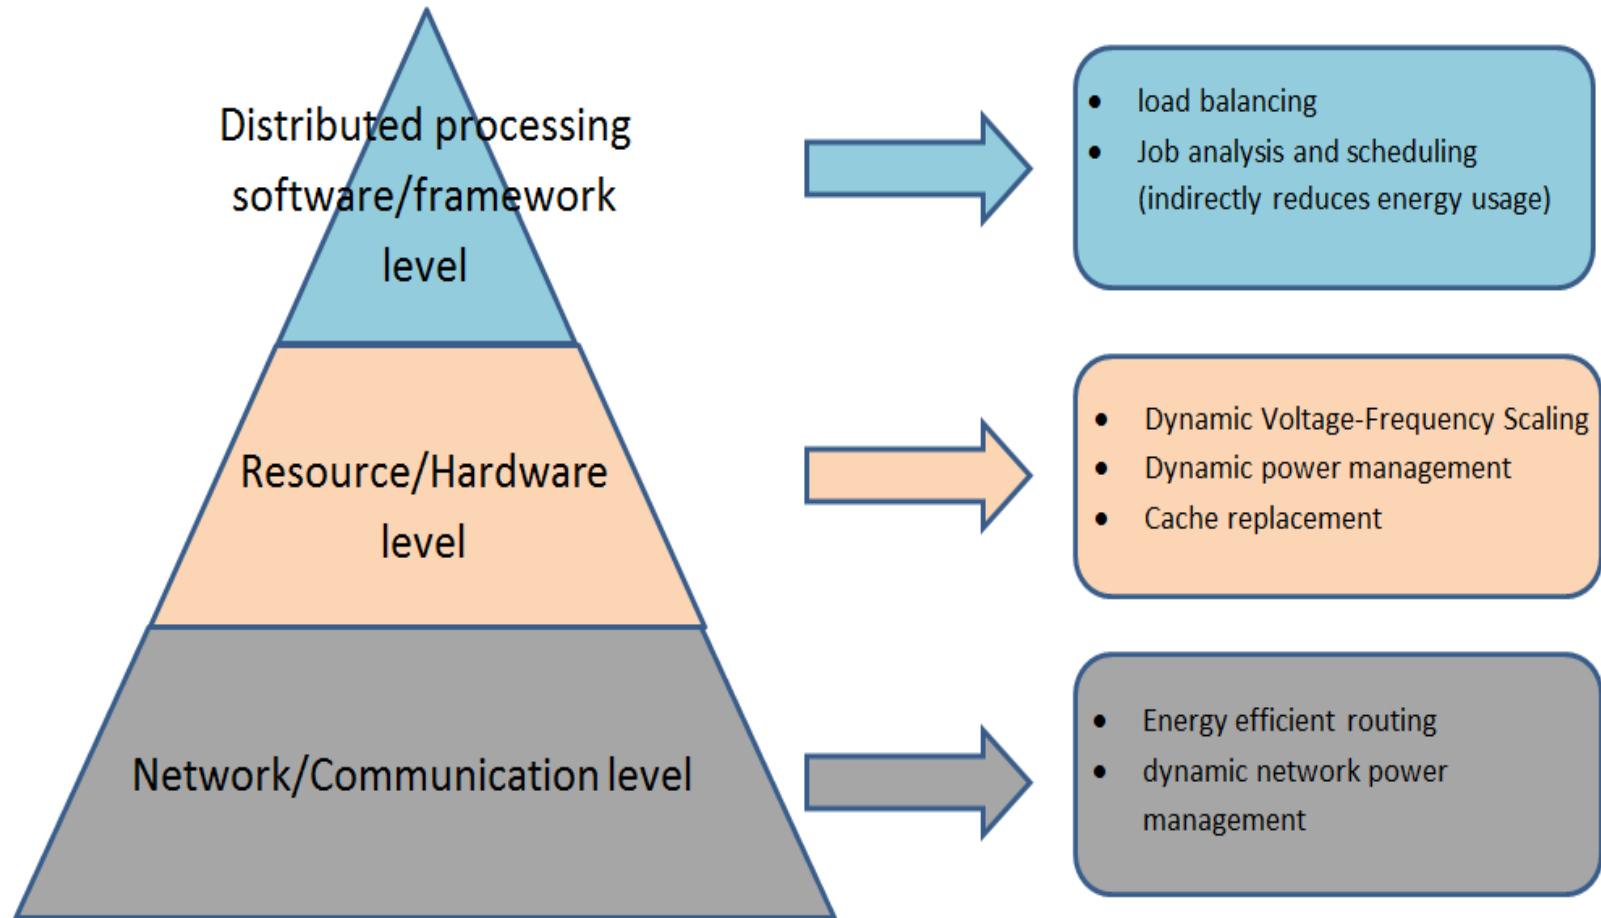 Distributed processing
software/framework
level
• load balancing
• Job analysis and scheduling
(indirectly reduces energy usage)
Resource/Hardware
level
• Dynamic Voltage-Frequency Scaling
• Dynamic power management
• Cache replacement
Network/Communication level
• Energy efficient routing
• dynamic network power
management